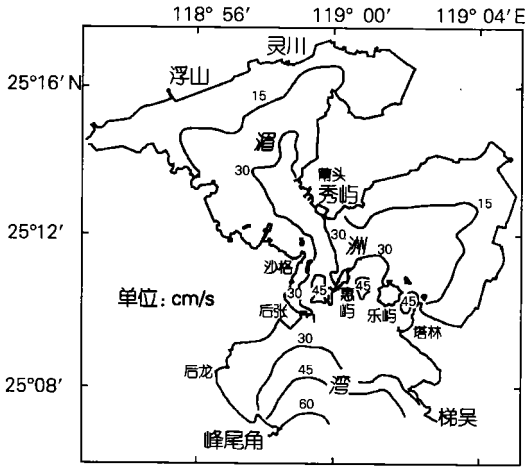 118°56′ 119°00′ 119°04′
灵川
浮山
25°16′N
15
湄
30
莆头
秀屿
15
25°12′
30
洲
30
沙格
45
45
单位:cm/s
30
惠屿
45
后张
乐屿
塔林
30
后龙
45
湾
25°08′
60
梯吴
峰尾角